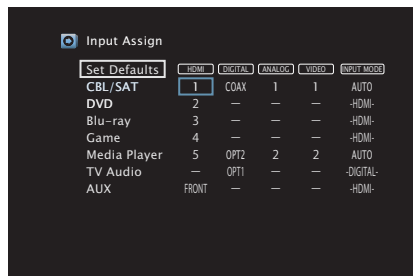 Input Assign
Set Defaults HDMI DIGITAL ANALOG VIDEO INPUT MODE
CBL/SAT 1 COAX 1 1 AUTO
DVD 2 — — — -HDMI-
Blu-ray 3 — — — -HDMI-
Game 4 — — — -HDMI-
Media Player 5 OPT2 2 2 AUTO
TV Audio — OPT1 — — -DIGITAL-
AUX FRONT — — — -HDMI-